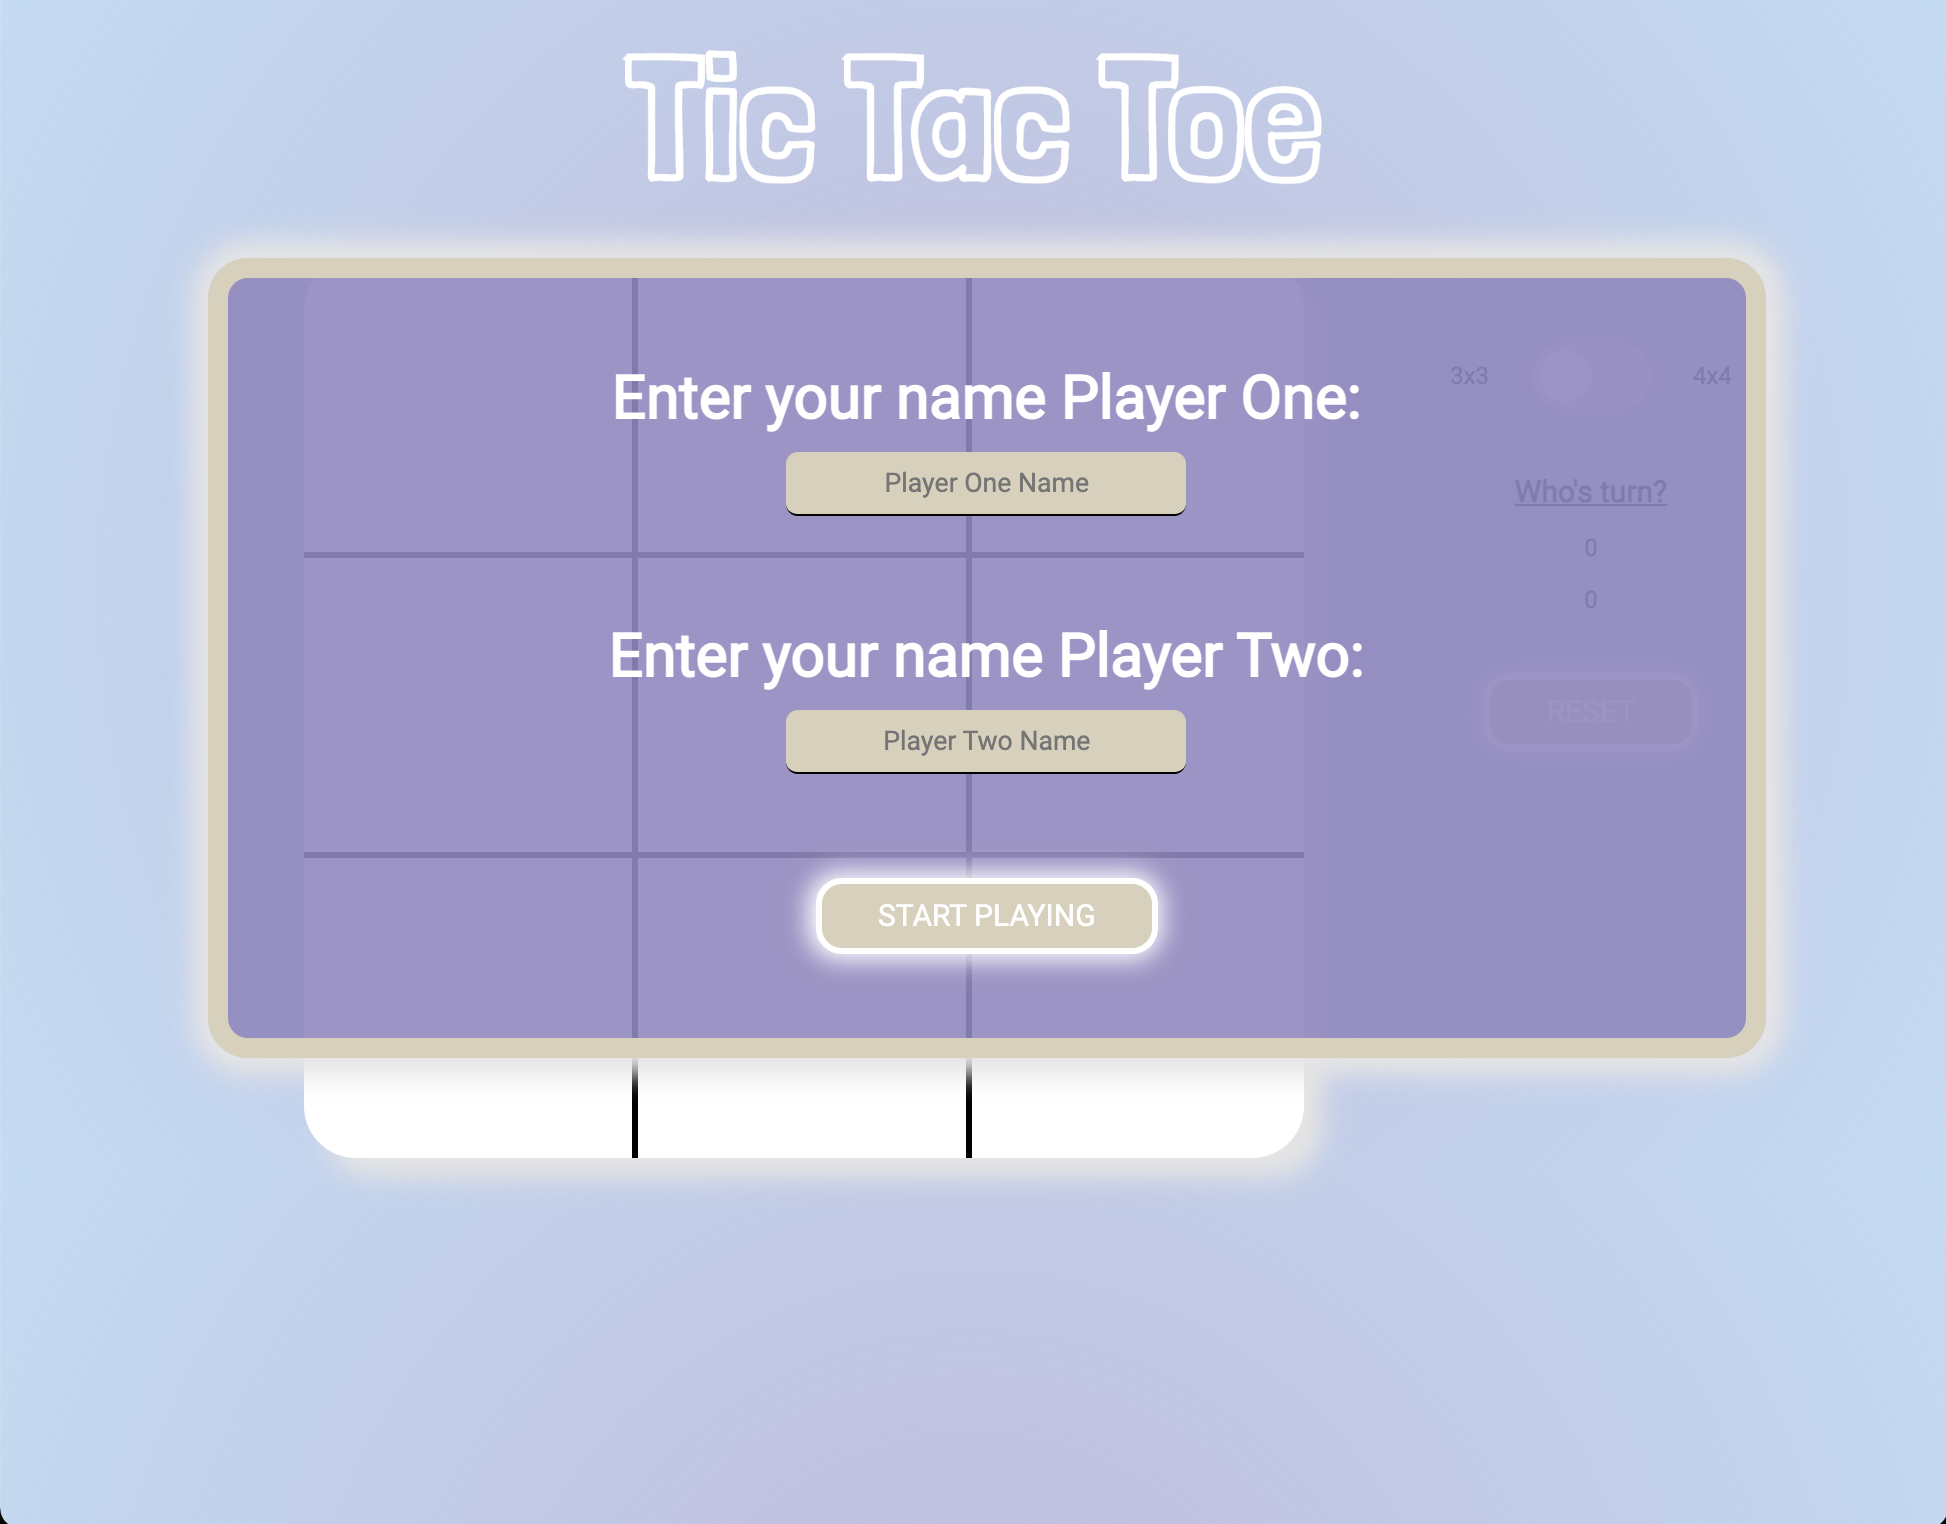 Tic Tac Toe
3x3 4x4
Enter your name Player One:
Player One Name
Who's turn?
0
0
Enter your name Player Two:
Player Two Name
RESET
START PLAYING